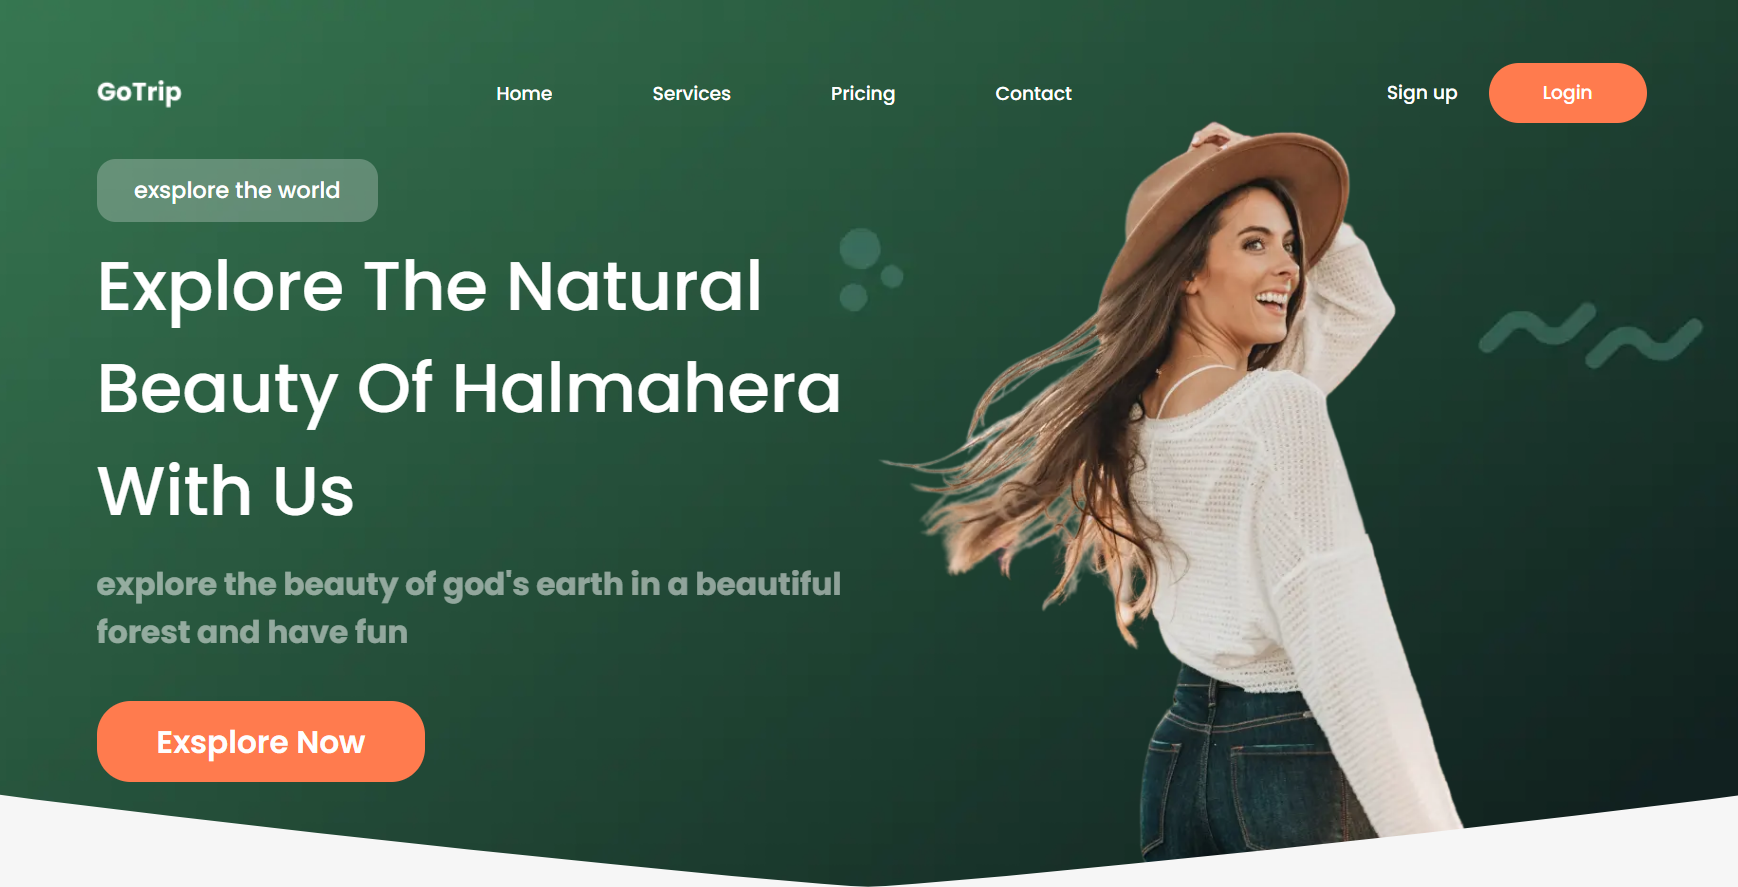 GoTrip
Home
Services
Pricing
Contact
Sign up
Login
exsplore the world
Explore The Natural
Beauty Of Halmahera
With Us
explore the beauty of god's earth in a beautiful
forest and have fun
Exsplore Now